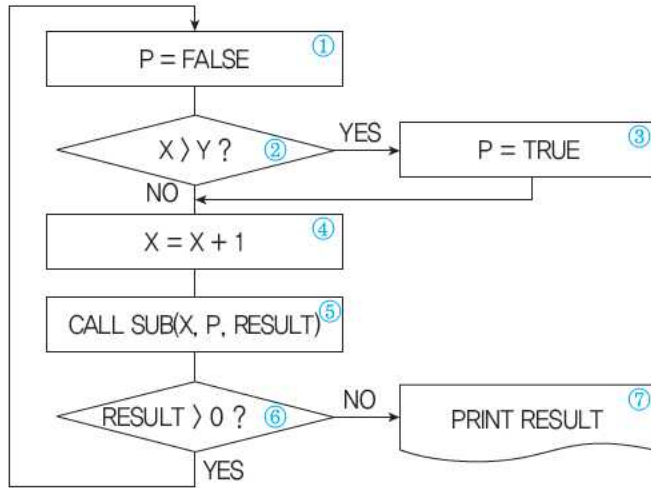 P = FALSE ①
X > Y ? ②
YES
P = TRUE ③
NO
X = X + 1 ④
CALL SUB(X, P, RESULT) ⑤
RESULT > 0 ? ⑥
NO
PRINT RESULT ⑦
YES